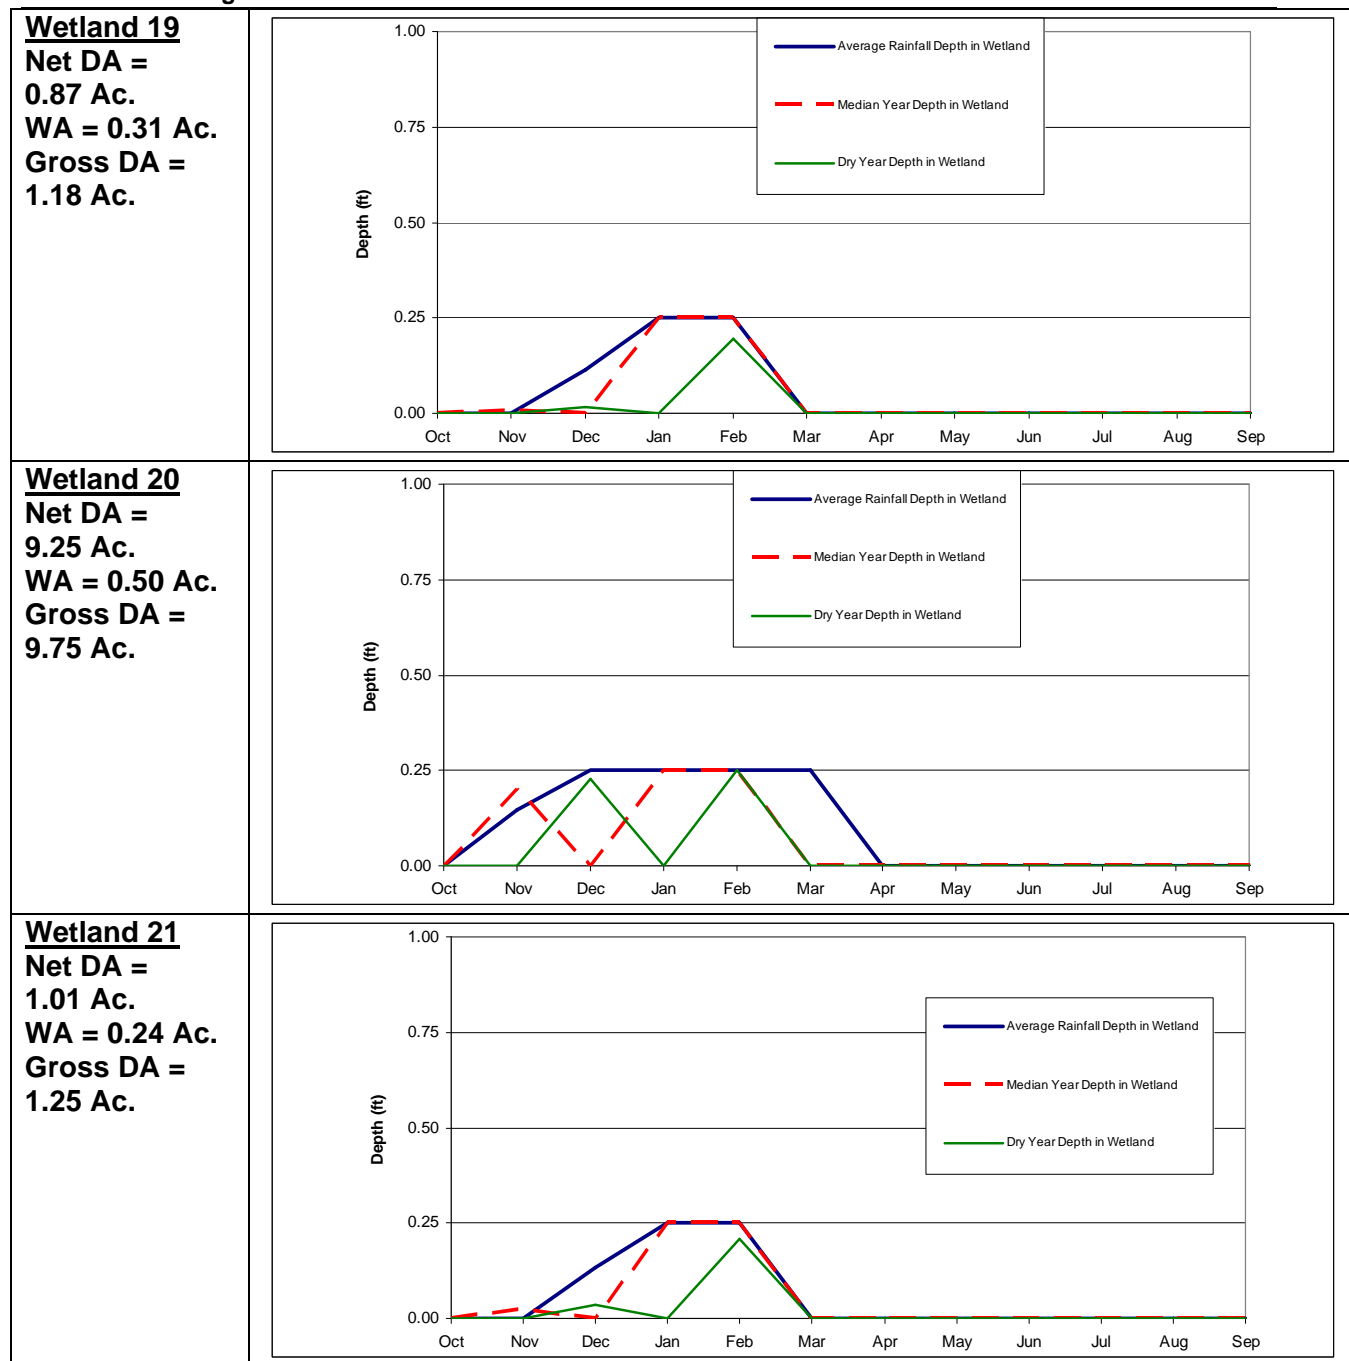 Wetland 19
Net DA =
0.87 Ac.
WA = 0.31 Ac.
Gross DA =
1.18 Ac.
1.00
0.75
0.50
0.25
0.00
Depth (ft)
Average Rainfall Depth in Wetland
Median Year Depth in Wetland
Dry Year Depth in Wetland
Oct Nov Dec Jan Feb Mar Apr May Jun Jul Aug Sep
Wetland 20
Net DA =
9.25 Ac.
WA = 0.50 Ac.
Gross DA =
9.75 Ac.
1.00
0.75
0.50
0.25
0.00
Depth (ft)
Average Rainfall Depth in Wetland
Median Year Depth in Wetland
Dry Year Depth in Wetland
Oct Nov Dec Jan Feb Mar Apr May Jun Jul Aug Sep
Wetland 21
Net DA =
1.01 Ac.
WA = 0.24 Ac.
Gross DA =
1.25 Ac.
1.00
0.75
0.50
0.25
0.00
Depth (ft)
Average Rainfall Depth in Wetland
Median Year Depth in Wetland
Dry Year Depth in Wetland
Oct Nov Dec Jan Feb Mar Apr May Jun Jul Aug Sep